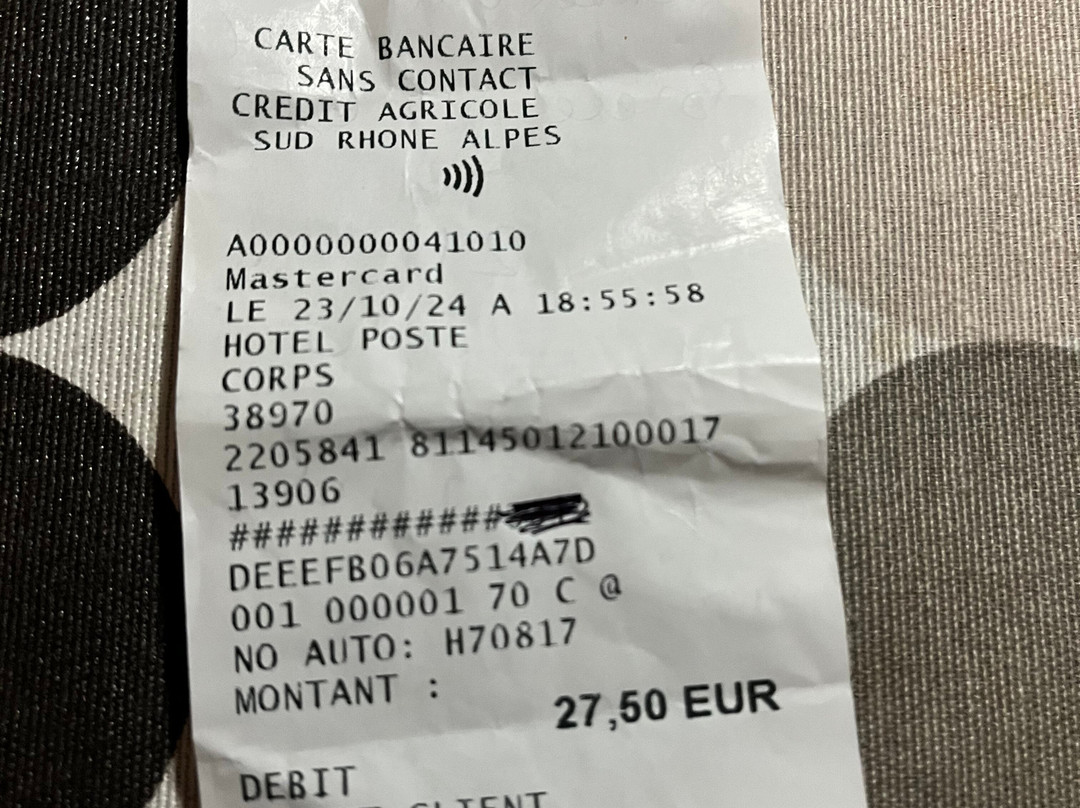 CARTE BANCAIRE
SANS CONTACT
CREDIT AGRICOLE
SUD RHONE ALPES
A0000000041010
Mastercard
LE 23/10/24 A 18:55:58
HOTEL POSTE
CORPS
38970
2205841 81145012100017
13906
############
DEEEFB06A7514A7D
001 000001 70 C @
NO AUTO: H70817
MONTANT :
27,50 EUR
DEBIT
CLIENT